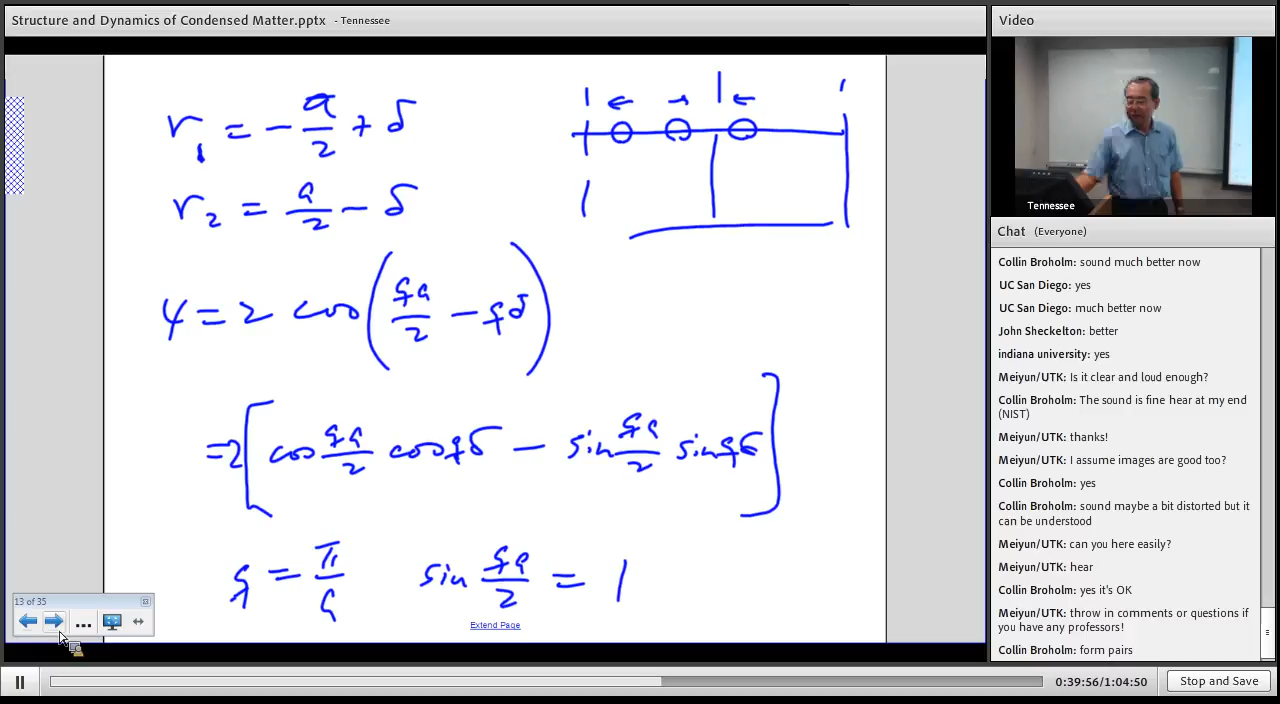 Structure and Dynamics of Condensed Matter.pptx - Tennessee
r₁ = - a/2 + δ
r₂ = a/2 - δ
ψ = 2 cos(qa/2 - qδ)
=2[cos qa/2 cos qδ - sin qa/2 sin qδ]
q = π/a sin qa/2 = 1
13 of 35
...
Extend Page
Video
Tennessee
Chat (Everyone)
Collin Broholm: sound much better now
UC San Diego: yes
UC San Diego: much better now
John Sheckelton: better
indiana university: yes
Meiyun/UTK: Is it clear and loud enough?
Collin Broholm: The sound is fine hear at my end
(NIST)
Meiyun/UTK: thanks!
Meiyun/UTK: I assume images are good too?
Collin Broholm: yes
Collin Broholm: sound maybe a bit distorted but it
can be understood
Meiyun/UTK: can you here easily?
Meiyun/UTK: hear
Collin Broholm: yes it's OK
Meiyun/UTK: throw in comments or questions if
you have any professors!
Collin Broholm: form pairs
0:39:56/1:04:50
Stop and Save